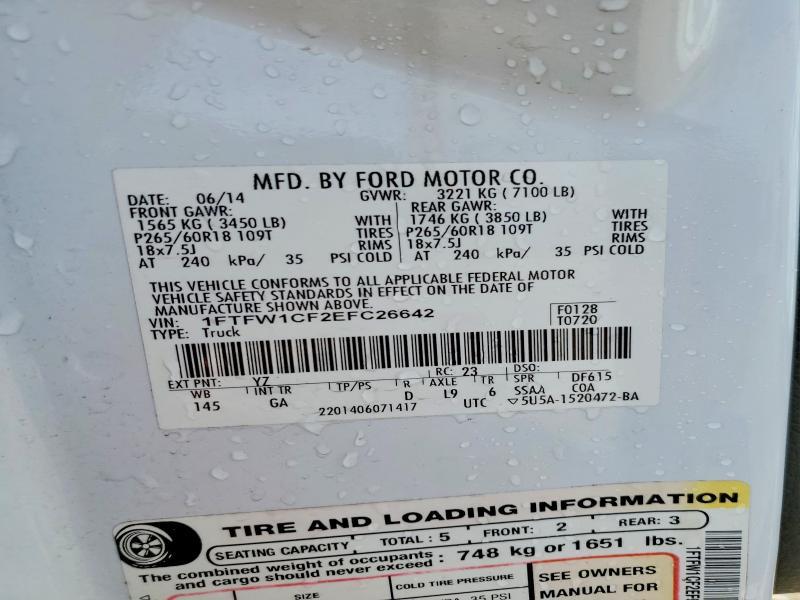 MFD. BY FORD MOTOR CO.
DATE: 06/14 GVWR: 3221 KG ( 7100 LB)
FRONT GAWR: REAR GAWR:
1565 KG ( 3450 LB) WITH 1746 KG ( 3850 LB) WITH
P265/60R18 109T TIRES P265/60R18 109T TIRES
18x7.5J RIMS 18x7.5J RIMS
AT 240 kPa/ 35 PSI COLD AT 240 kPa/ 35 PSI COLD
THIS VEHICLE CONFORMS TO ALL APPLICABLE FEDERAL MOTOR
VEHICLE SAFETY STANDARDS IN EFFECT ON THE DATE OF
MANUFACTURE SHOWN ABOVE.
VIN: 1FTFW1CF2EFC26642 F0128
TYPE: Truck T0720
EXT PNT: YZ RC: 23 DSO:
WB INT TR TP/PS R AXLE TR SPR DF615
145 GA D L9 6 SSAA COA
2201406071417 UTC ▽5U5A-1520472-BA
TIRE AND LOADING INFORMATION
SEATING CAPACITY TOTAL : 5 FRONT: 2 REAR: 3
The combined weight of occupants : 748 kg or 1651 lbs.
and cargo should never exceed :
SIZE COLD TIRE PRESSURE SEE OWNERS
35 PSI MANUAL FOR